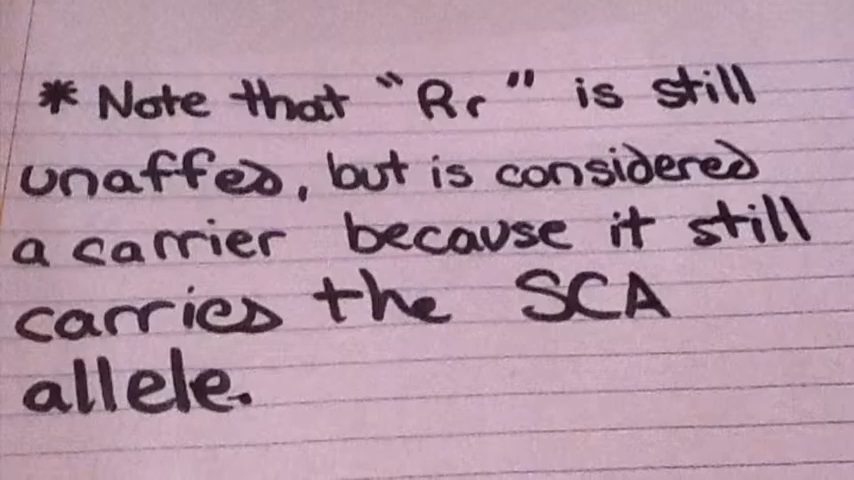 * Note that "Rr" is still
unaffed, but is considered
a carrier because it still
carries the SCA
allele.